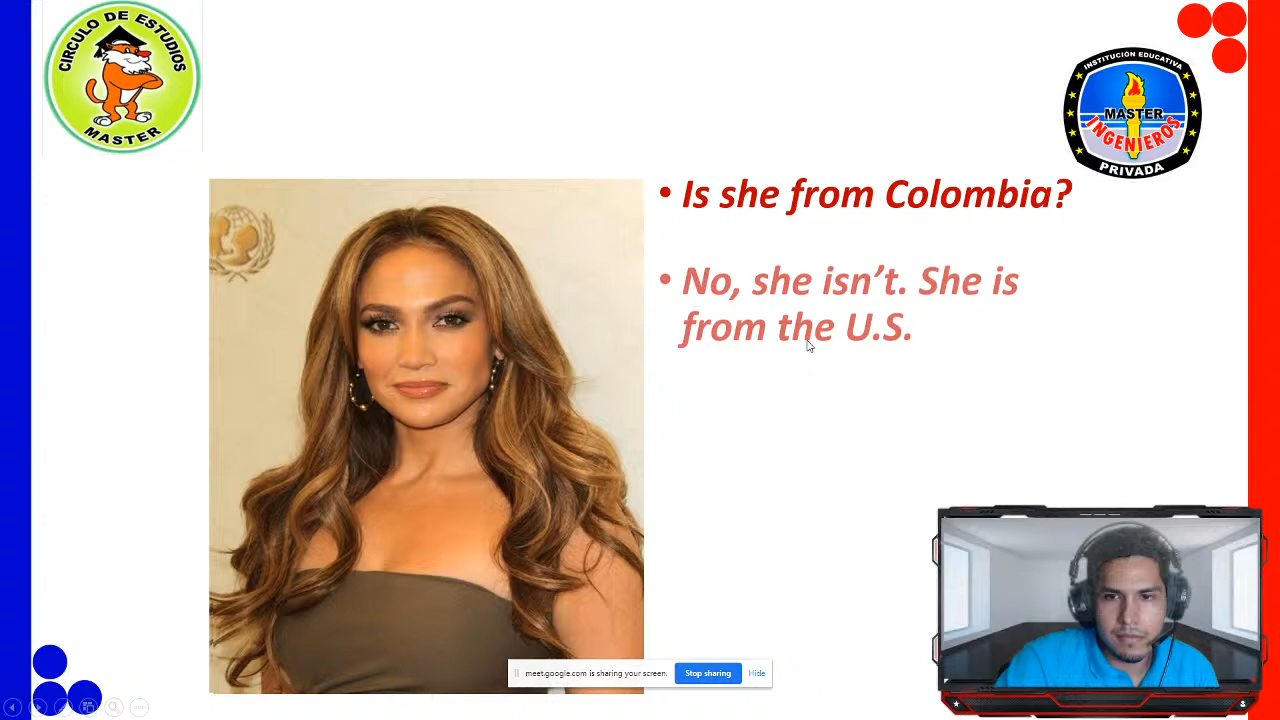 CIRCULO DE ESTUDIOS
MASTER
INSTITUCIÓN EDUCATIVA
MASTER
INGENIEROS
PRIVADA
• Is she from Colombia?
• No, she isn’t. She is
from the U.S.
meet.google.com is sharing your screen. Stop sharing Hide